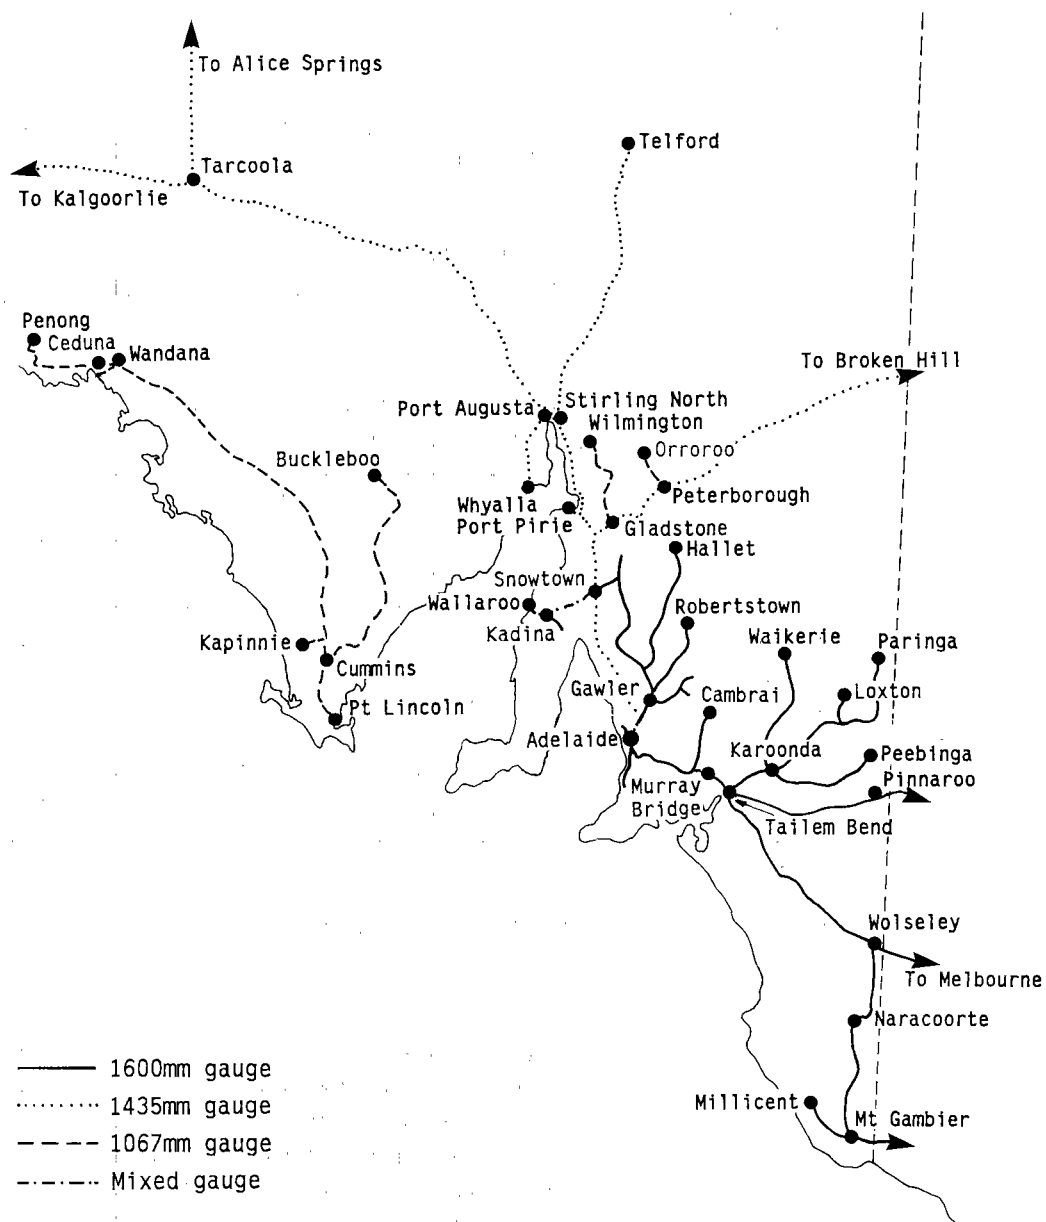 To Alice Springs
Telford
Tarcoola
To Kalgoorlie
Penong
Ceduna
Wandana
To Broken Hill
Port Augusta
Stirling North
Wilmington
Orroroo
Buckleboo
Peterborough
Whyalla
Port Pirie
Gladstone
Hallet
Snowtown
Wallaroo
Kadina
Robertstown
Waikerie
Paringa
Kapinnie
Cummins
Gawler
Cambrai
Loxton
Pt Lincoln
Adelaide
Karoonda
Peebinga
Murray
Bridge
Pinnaroo
Tailem Bend
Wolseley
To Melbourne
Naracoorte
Millicent
Mt Gambier
1600mm gauge
1435mm gauge
1067mm gauge
Mixed gauge